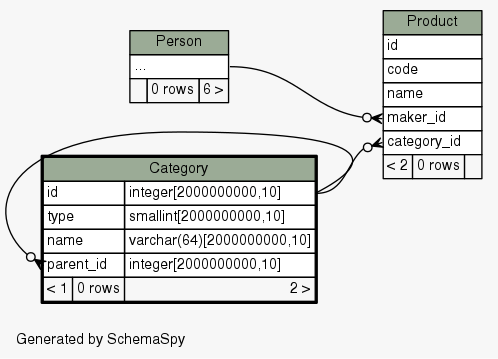 Person
...
0 rows 6 >
Product
id
code
name
maker_id
category_id
< 2 0 rows
Category
id integer[2000000000,10]
type smallint[2000000000,10]
name varchar(64)[2000000000,10]
parent_id integer[2000000000,10]
< 1 0 rows 2 >
Generated by SchemaSpy